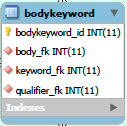 bodykeyword
bodykeyword_id INT(11)
body_fk INT(11)
keyword_fk INT(11)
qualifier_fk INT(11)
Indexes